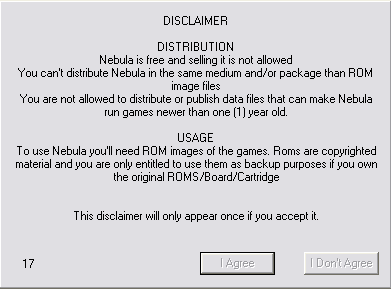 DISCLAIMER
DISTRIBUTION
Nebula is free and selling it is not allowed
You can't distribute Nebula in the same medium and/or package than ROM
image files
You are not allowed to distribute or publish data files that can make Nebula
run games newer than one (1) year old.
USAGE
To use Nebula you'll need ROM images of the games. Roms are copyrighted
material and you are only entitled to use them as backup purposes if you own
the original ROMS/Board/Cartridge
This disclaimer will only appear once if you accept it.
17
I Agree
I Don't Agree